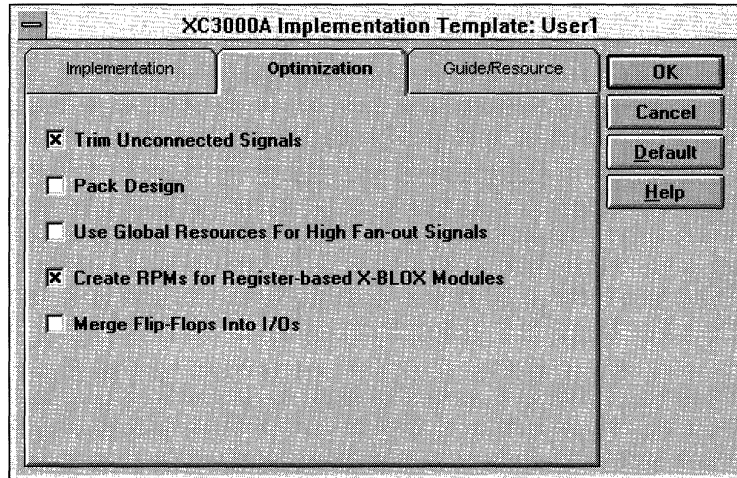 XC3000A Implementation Template: User1
Implementation
Optimization
Guide/Resource
Trim Unconnected Signals
Pack Design
Use Global Resources For High Fan-out Signals
Create RPMs for Register-based X-BLOX Modules
Merge Flip-Flops Into I/Os
OK
Cancel
Default
Help